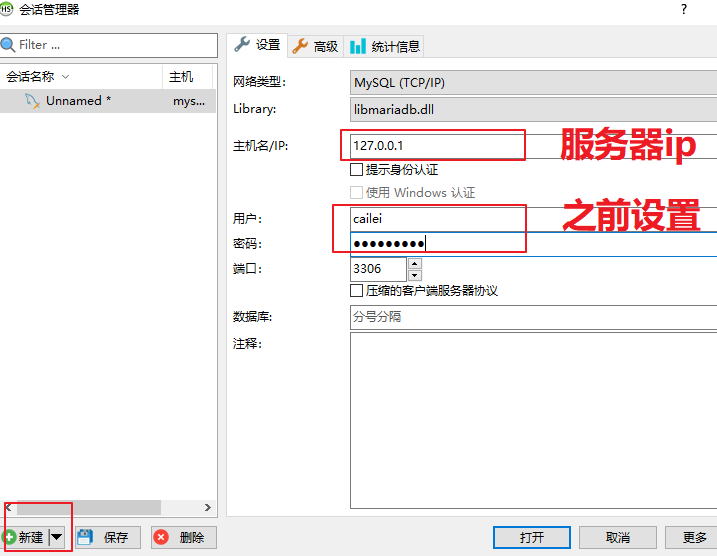 HS 会话管理器 ?
Filter ...
设置 高级 统计信息
会话名称 主机
Unnamed * mys...
网络类型: MySQL (TCP/IP)
Library: libmariadb.dll
主机名/IP: 127.0.0.1 服务器ip
提示身份认证
使用 Windows 认证
用户: cailei 之前设置
密码: ●●●●●●●●●
端口: 3306
压缩的客户端服务器协议
数据库: 分号分隔
注释:
新建 保存 删除 打开 取消 更多